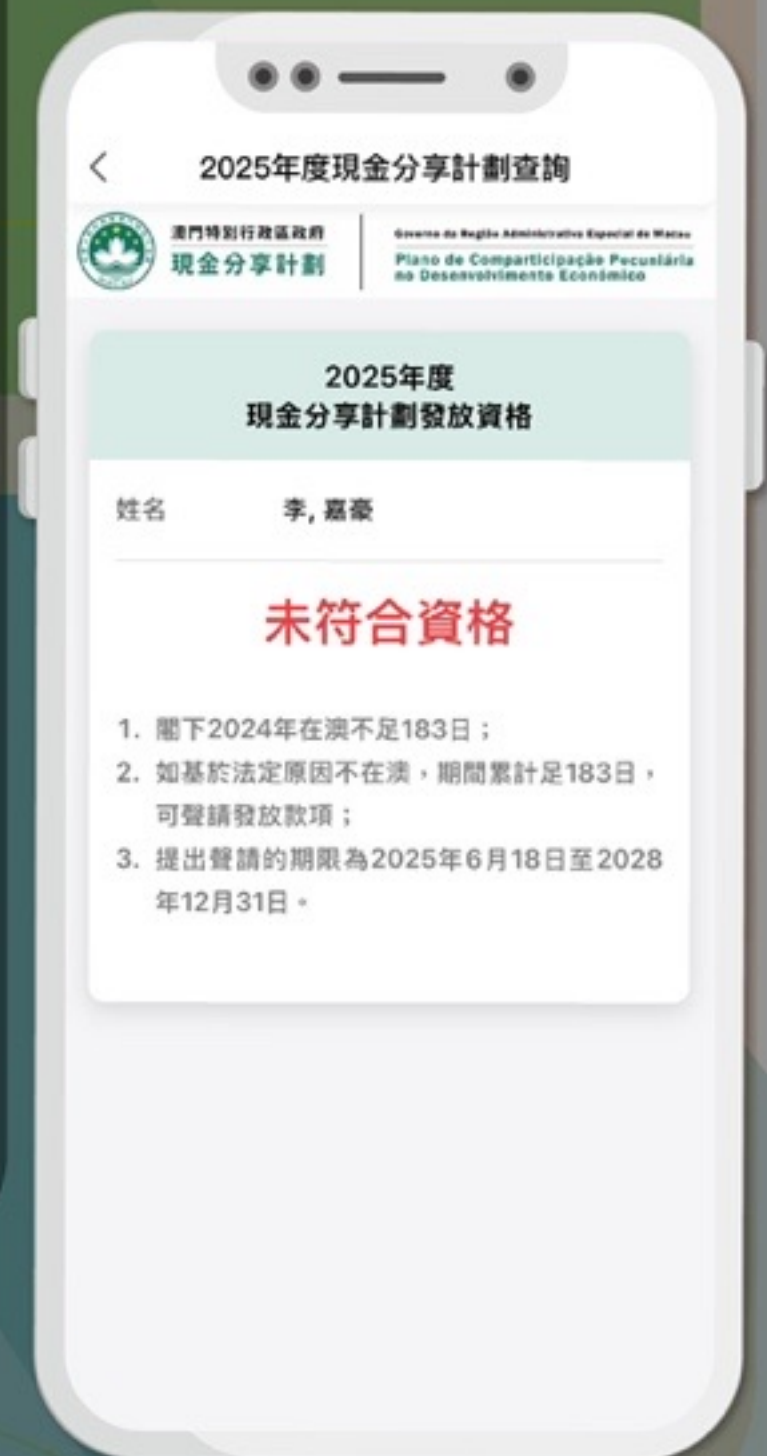 2025年度現金分享計劃查詢
澳門特別行政區政府
現金分享計劃
Governo da Região Administrativa Especial de Macau
Plano de Comparticipação Pecuniária
no Desenvolvimento Económico
2025年度
現金分享計劃發放資格
姓名 李, 嘉豪
未符合資格
1. 閣下2024年在澳不足183日；
2. 如基於法定原因不在澳，期間累計足183日，
可聲請發放款項；
3. 提出聲請的期限為2025年6月18日至2028
年12月31日。